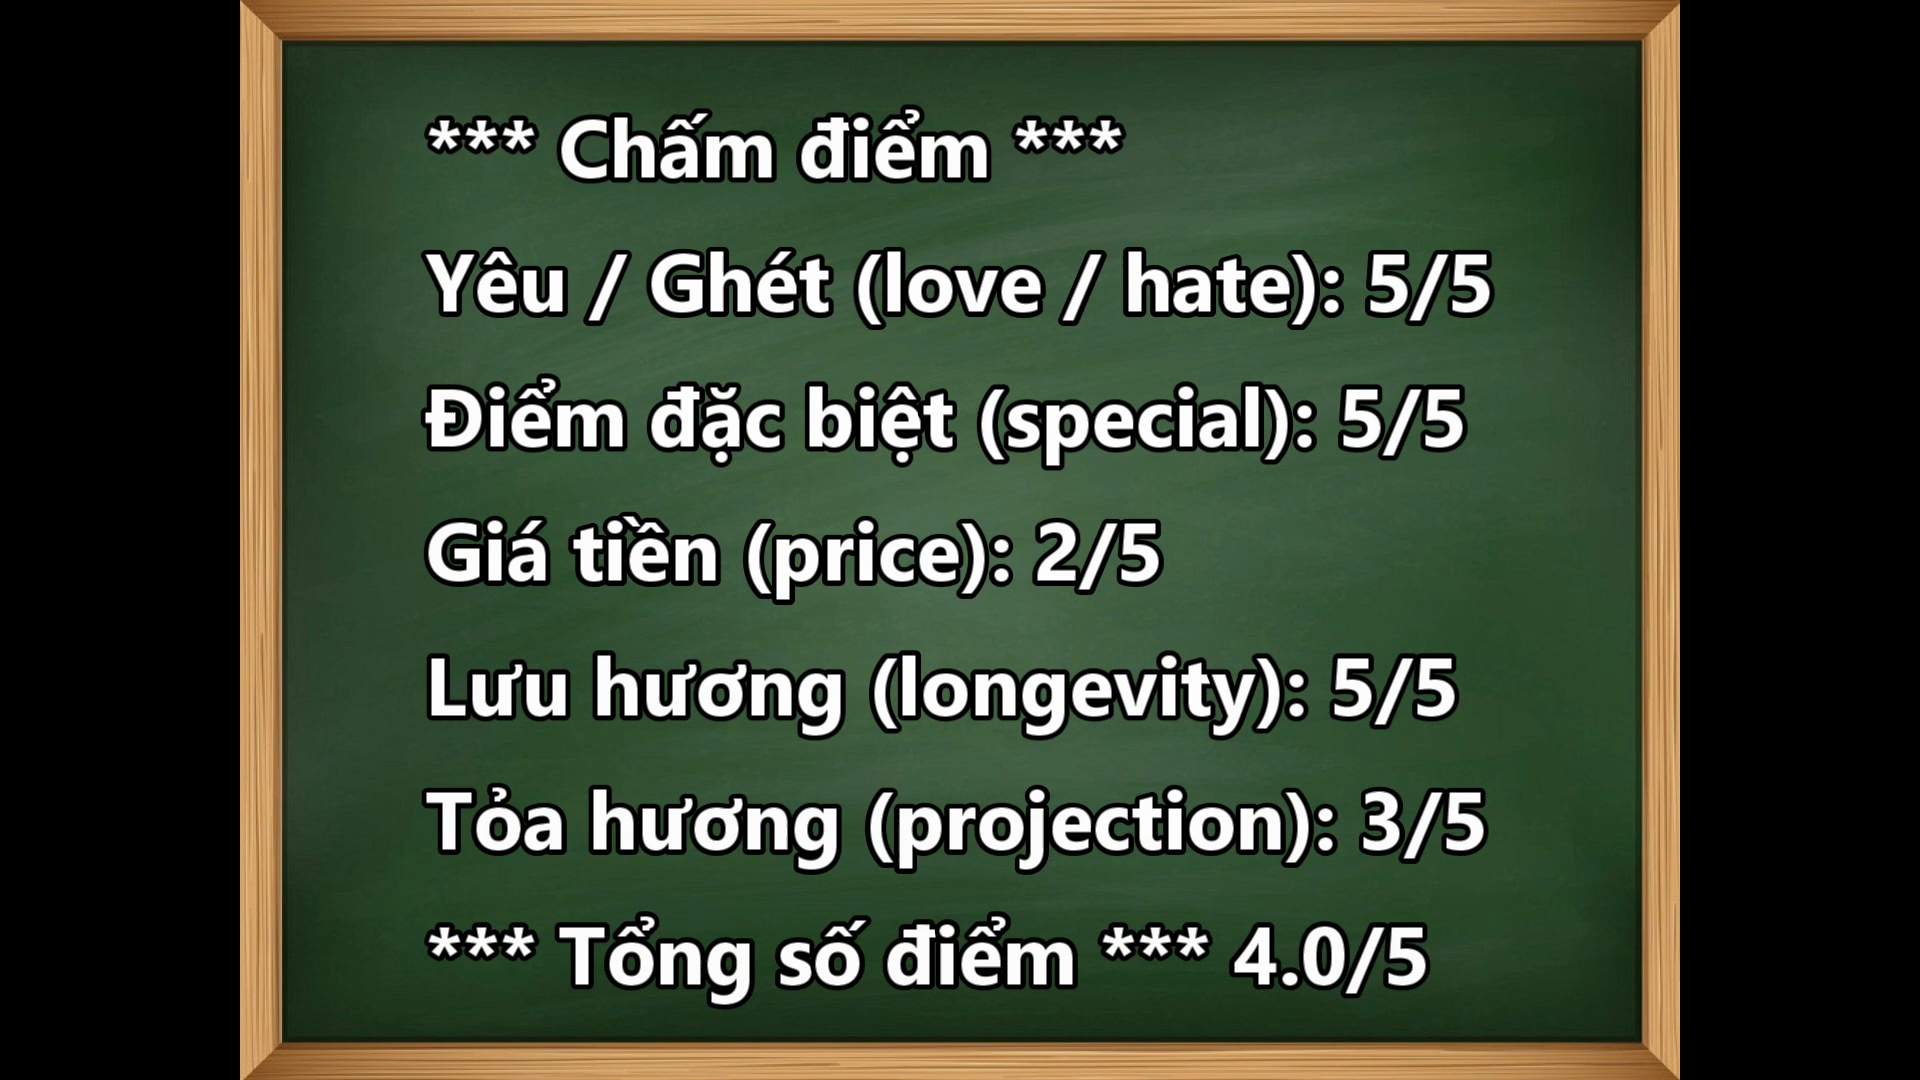 *** Chấm điểm ***
Yêu / Ghét (love / hate): 5/5
Điểm đặc biệt (special): 5/5
Giá tiền (price): 2/5
Lưu hương (longevity): 5/5
Tỏa hương (projection): 3/5
*** Tổng số điểm *** 4.0/5